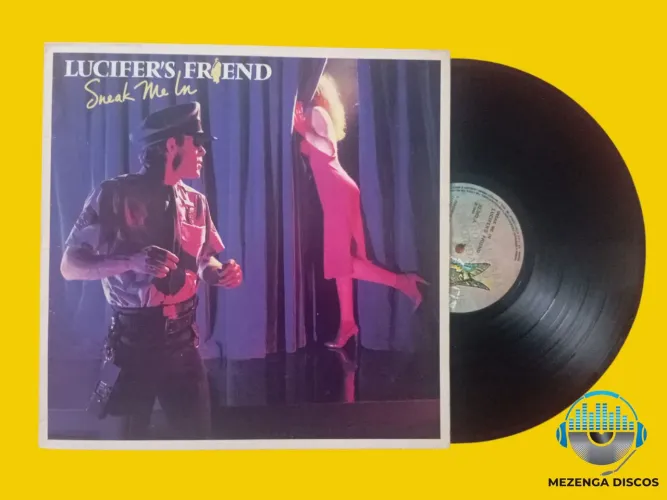 LUCIFER'S FRIEND
Sneak Me In
MEZENGA DISCOS